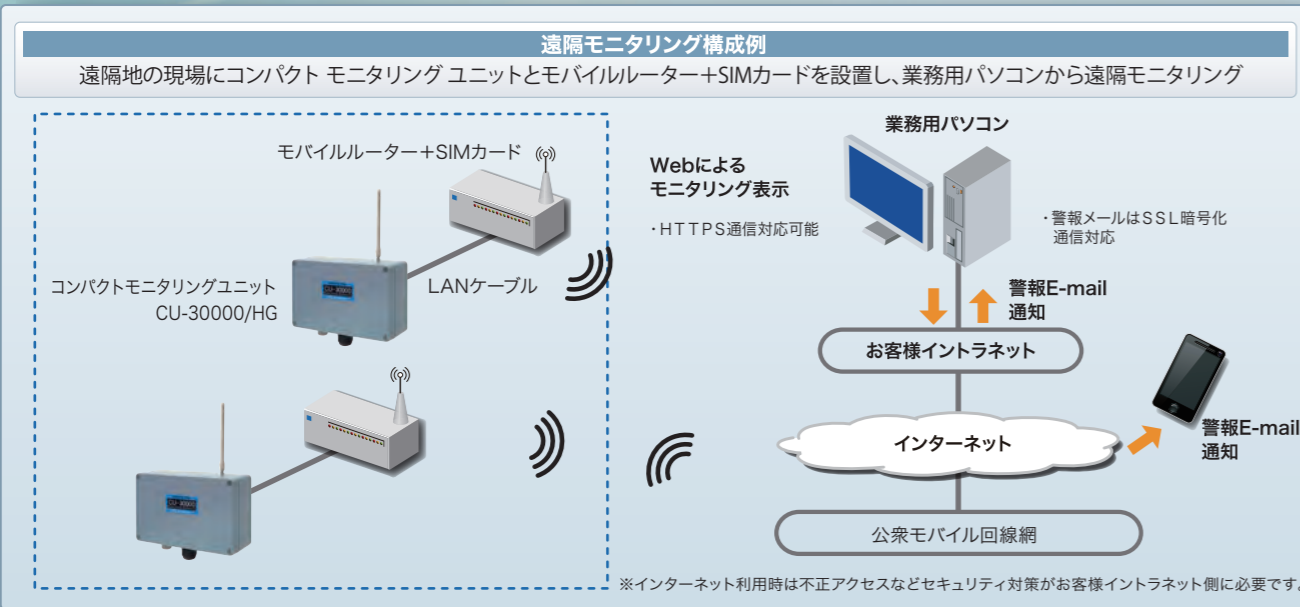 遠隔モニタリング構成例
遠隔地の現場にコンパクト モニタリング ユニットとモバイルルーター+SIMカードを設置し、業務用パソコンから遠隔モニタリング
モバイルルーター+SIMカード
コンパクトモニタリングユニット
CU-30000/HG
CU-30000
LANケーブル
CU-30000
Webによる
モニタリング表示
・HTTPS通信対応可能
業務用パソコン
・警報メールはSSL暗号化
通信対応
警報E-mail
通知
お客様イントラネット
インターネット
警報E-mail
通知
公衆モバイル回線網
※インターネット利用時は不正アクセスなどセキュリティ対策がお客様イントラネット側に必要です。